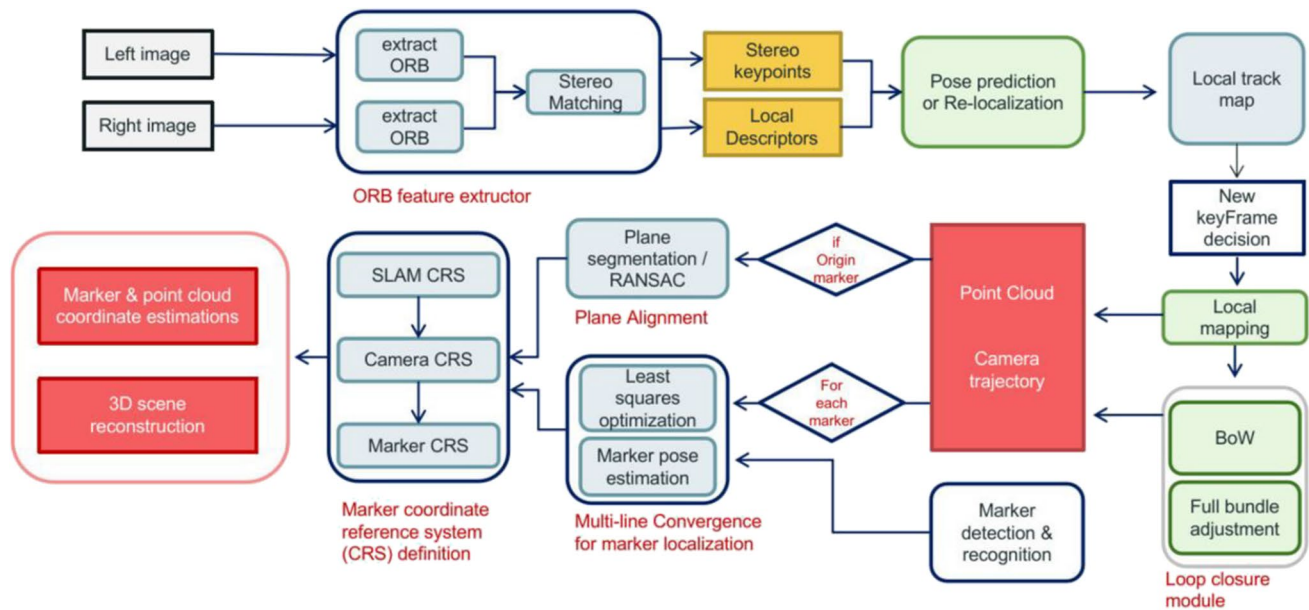 Left image
Right image
extract
ORB
extract
ORB
Stereo
Matching
ORB feature extructor
Stereo
keypoints
Local
Descriptors
Pose prediction
or Re-localization
Local track
map
New
keyFrame
decision
Local
mapping
BoW
Full bundle
adjustment
Loop closure
module
Point Cloud
Camera
trajectory
if
Origin
marker
For
each
marker
Marker
detection &
recognition
Plane
segmentation /
RANSAC
Plane Alignment
Least
squares
optimization
Marker pose
estimation
Multi-line Convergence
for marker localization
SLAM CRS
Camera CRS
Marker CRS
Marker coordinate
reference system
(CRS) definition
Marker & point cloud
coordinate estimations
3D scene
reconstruction